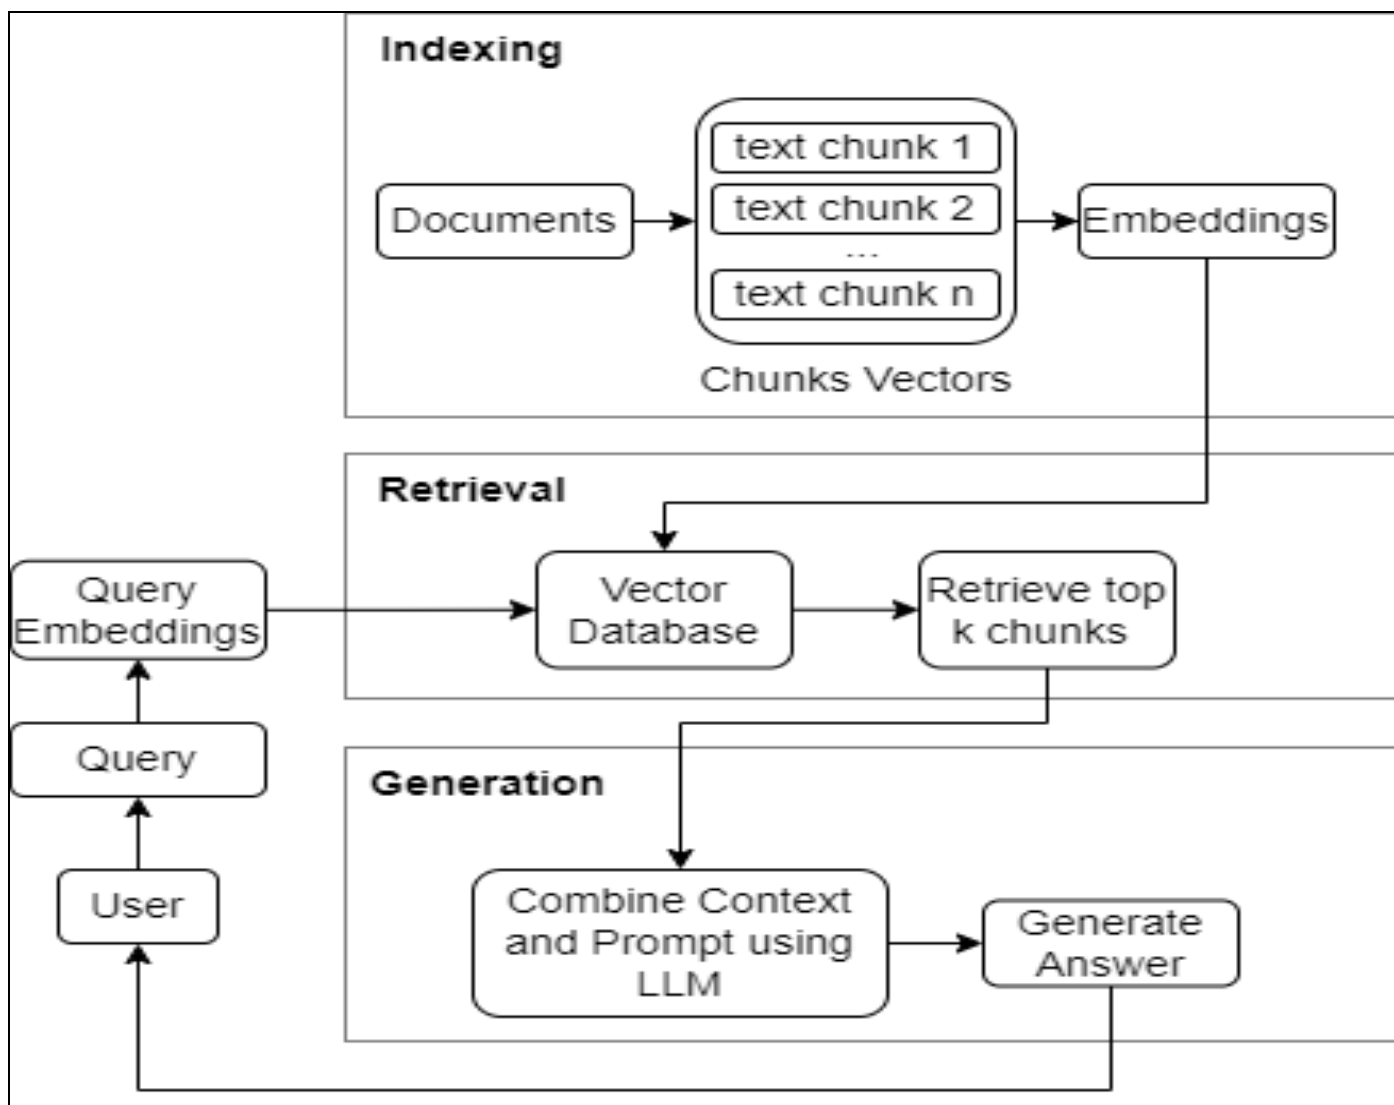 Indexing
text chunk 1
Documents
text chunk 2
Embeddings
...
text chunk n
Chunks Vectors
Retrieval
Query
Embeddings
Vector
Database
Retrieve top
k chunks
Query
User
Generation
Combine Context
and Prompt using
LLM
Generate
Answer